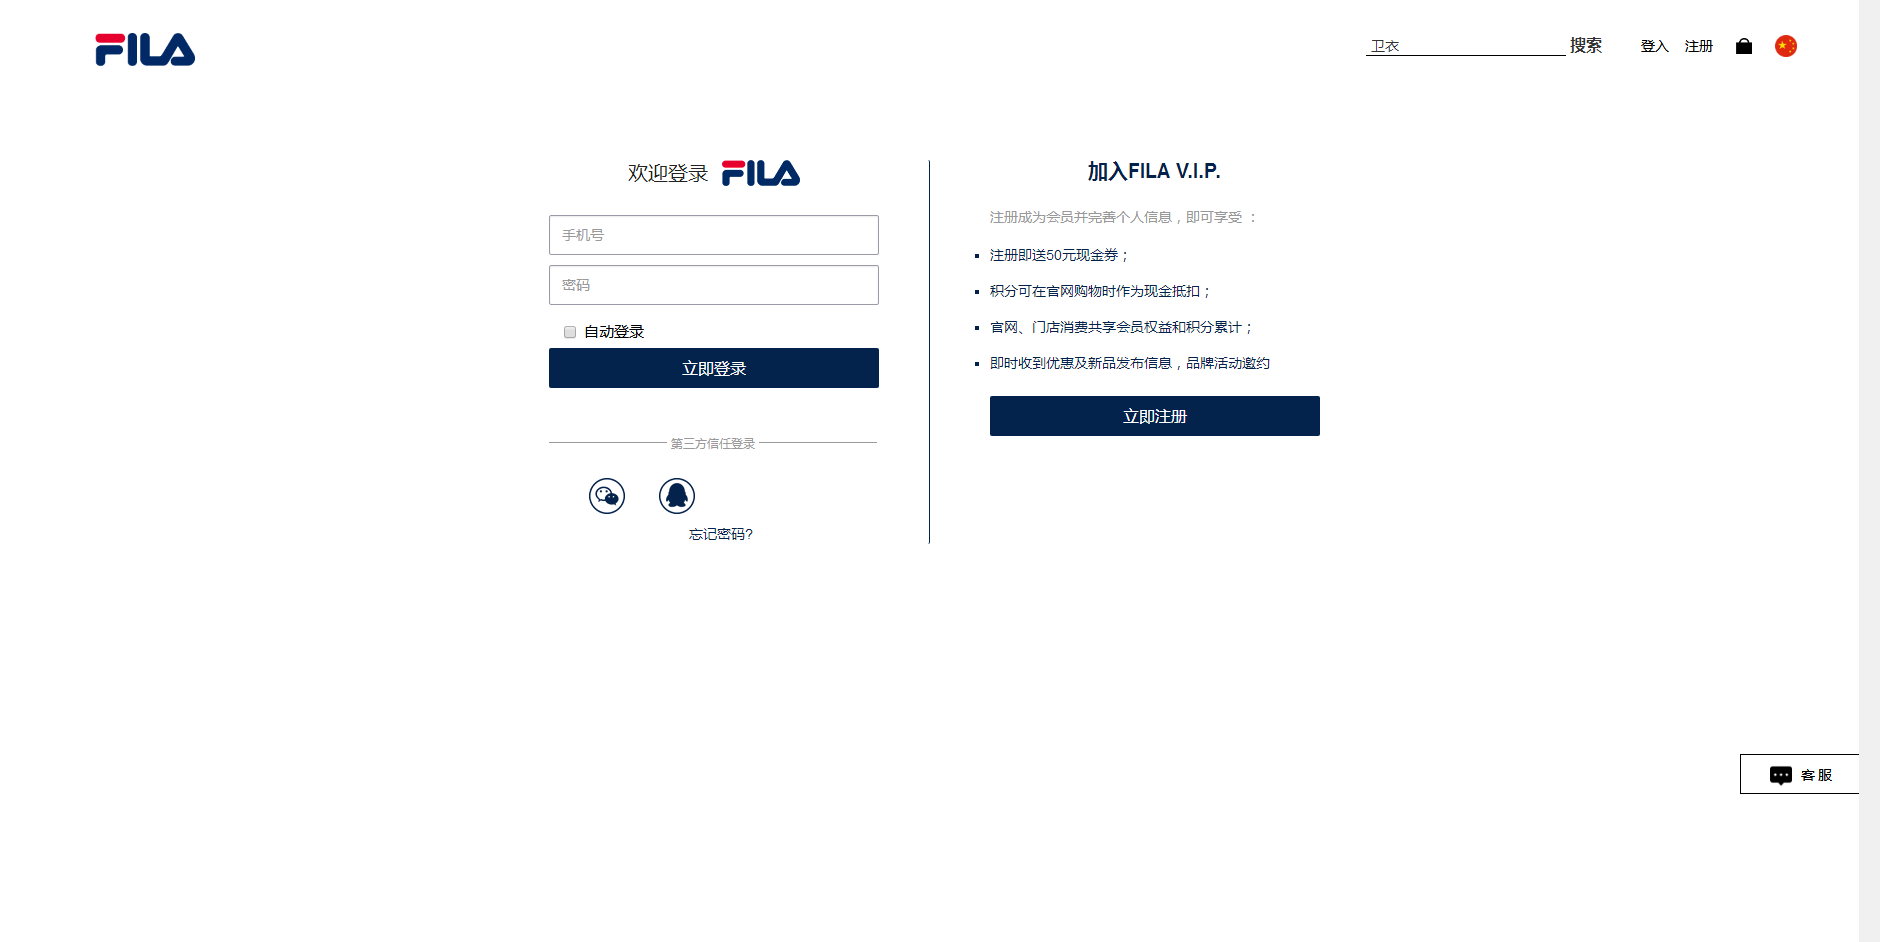 FILA
卫衣 搜索 登入 注册
欢迎登录 FILA
手机号
密码
自动登录
立即登录
第三方信任登录
忘记密码?
加入FILA V.I.P.
注册成为会员并完善个人信息，即可享受 ：
注册即送50元现金券；
积分可在官网购物时作为现金抵扣；
官网、门店消费共享会员权益和积分累计；
即时收到优惠及新品发布信息，品牌活动邀约
立即注册
客服